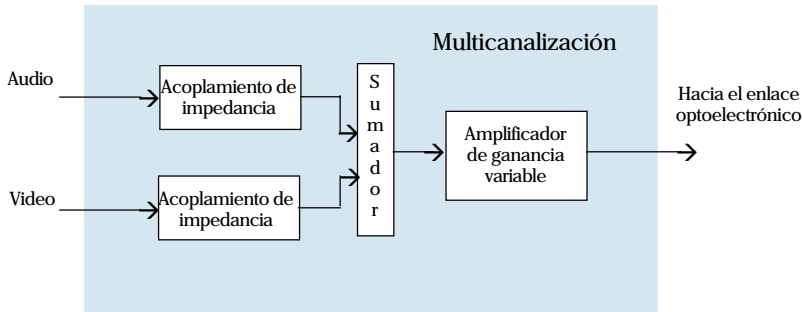 Multicanalización
Audio
Acoplamiento de
impedancia
Video
Acoplamiento de
impedancia
S
u
m
a
d
o
r
Amplificador
de ganancia
variable
Hacia el enlace
optoelectrónico